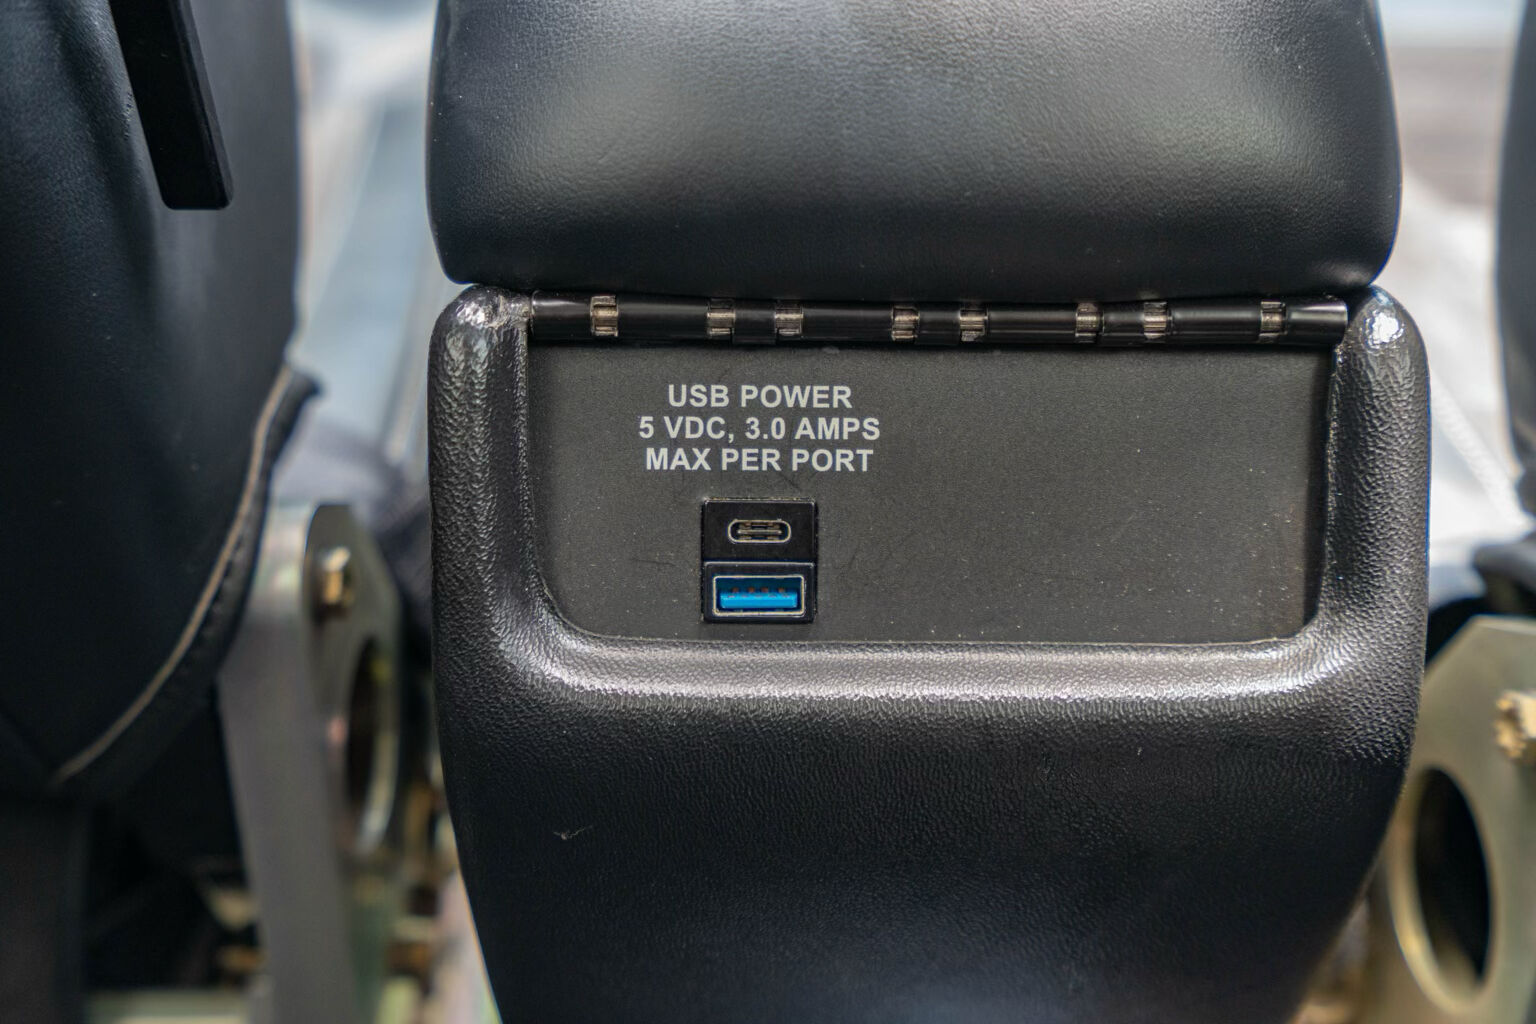 USB POWER
5 VDC, 3.0 AMPS
MAX PER PORT